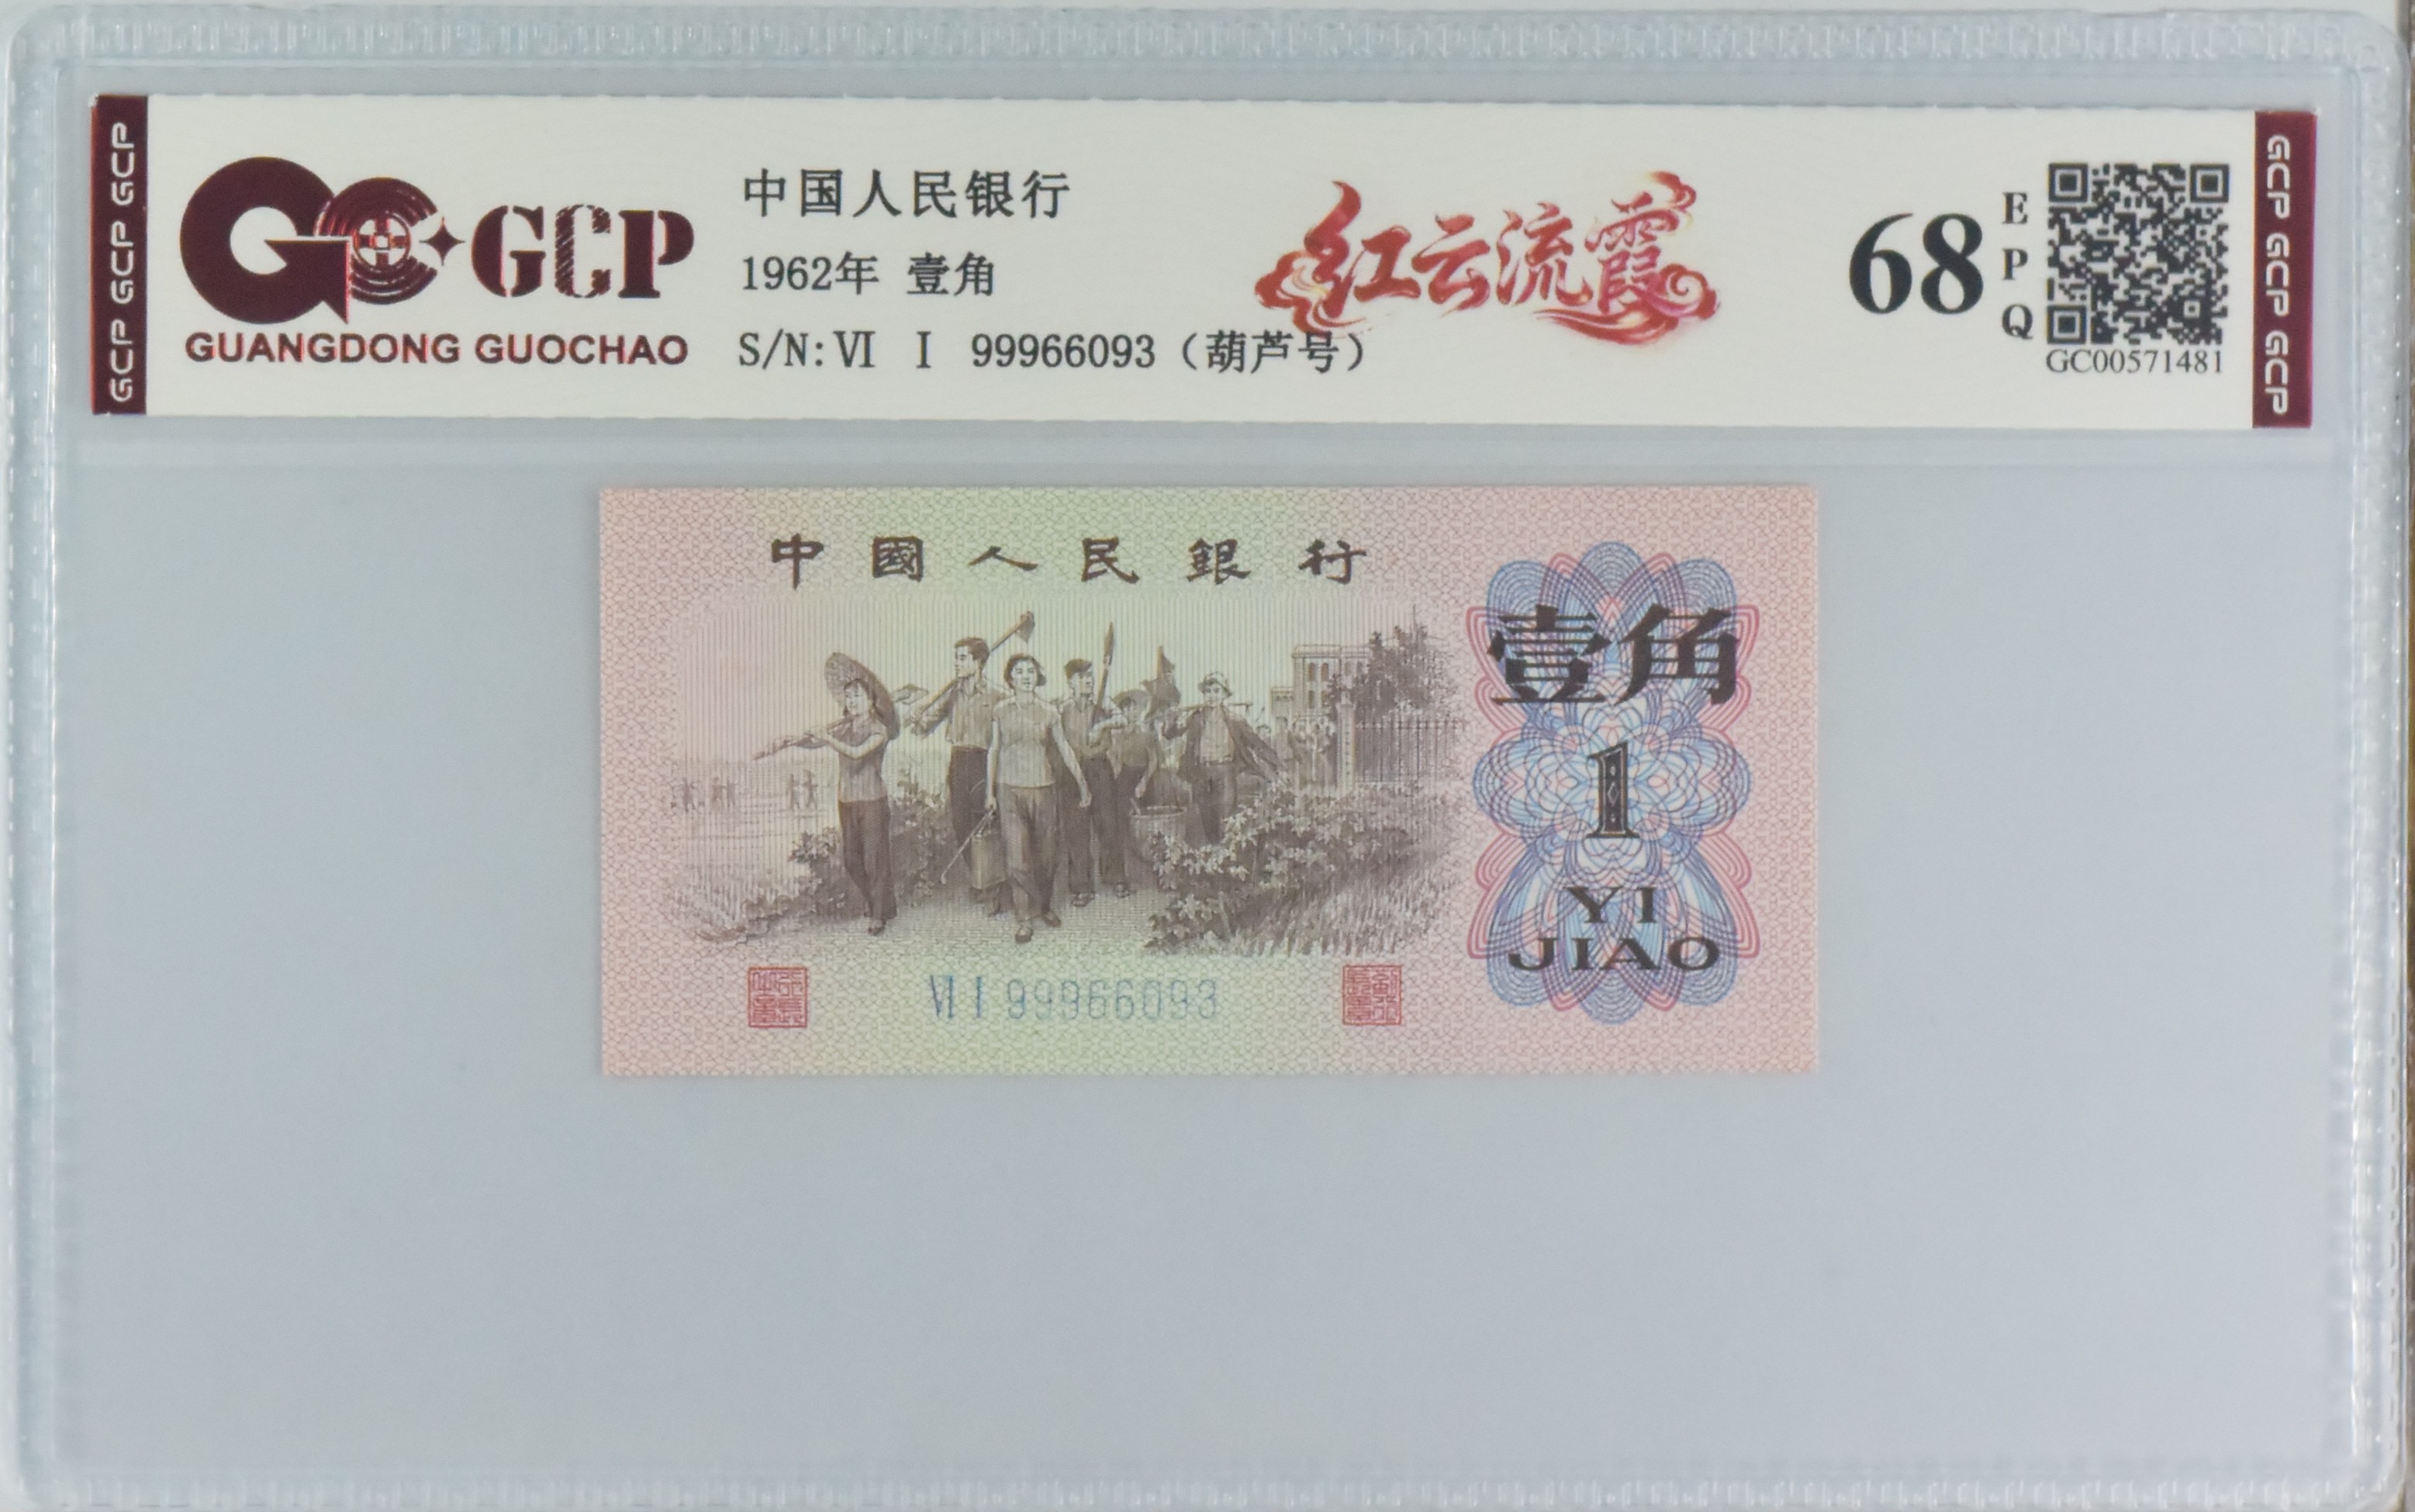 GCP GCP GCP
GCP
GUANGDONG GUOCHAO
中国人民银行
1962年 壹角
S/N: VI I 99966093（葫芦号）
红云流霞
68
E
P
Q
GC00571481
GCP GCP GCP
中國人民銀行
壹角
1
YI
JIAO
VI I 99966093